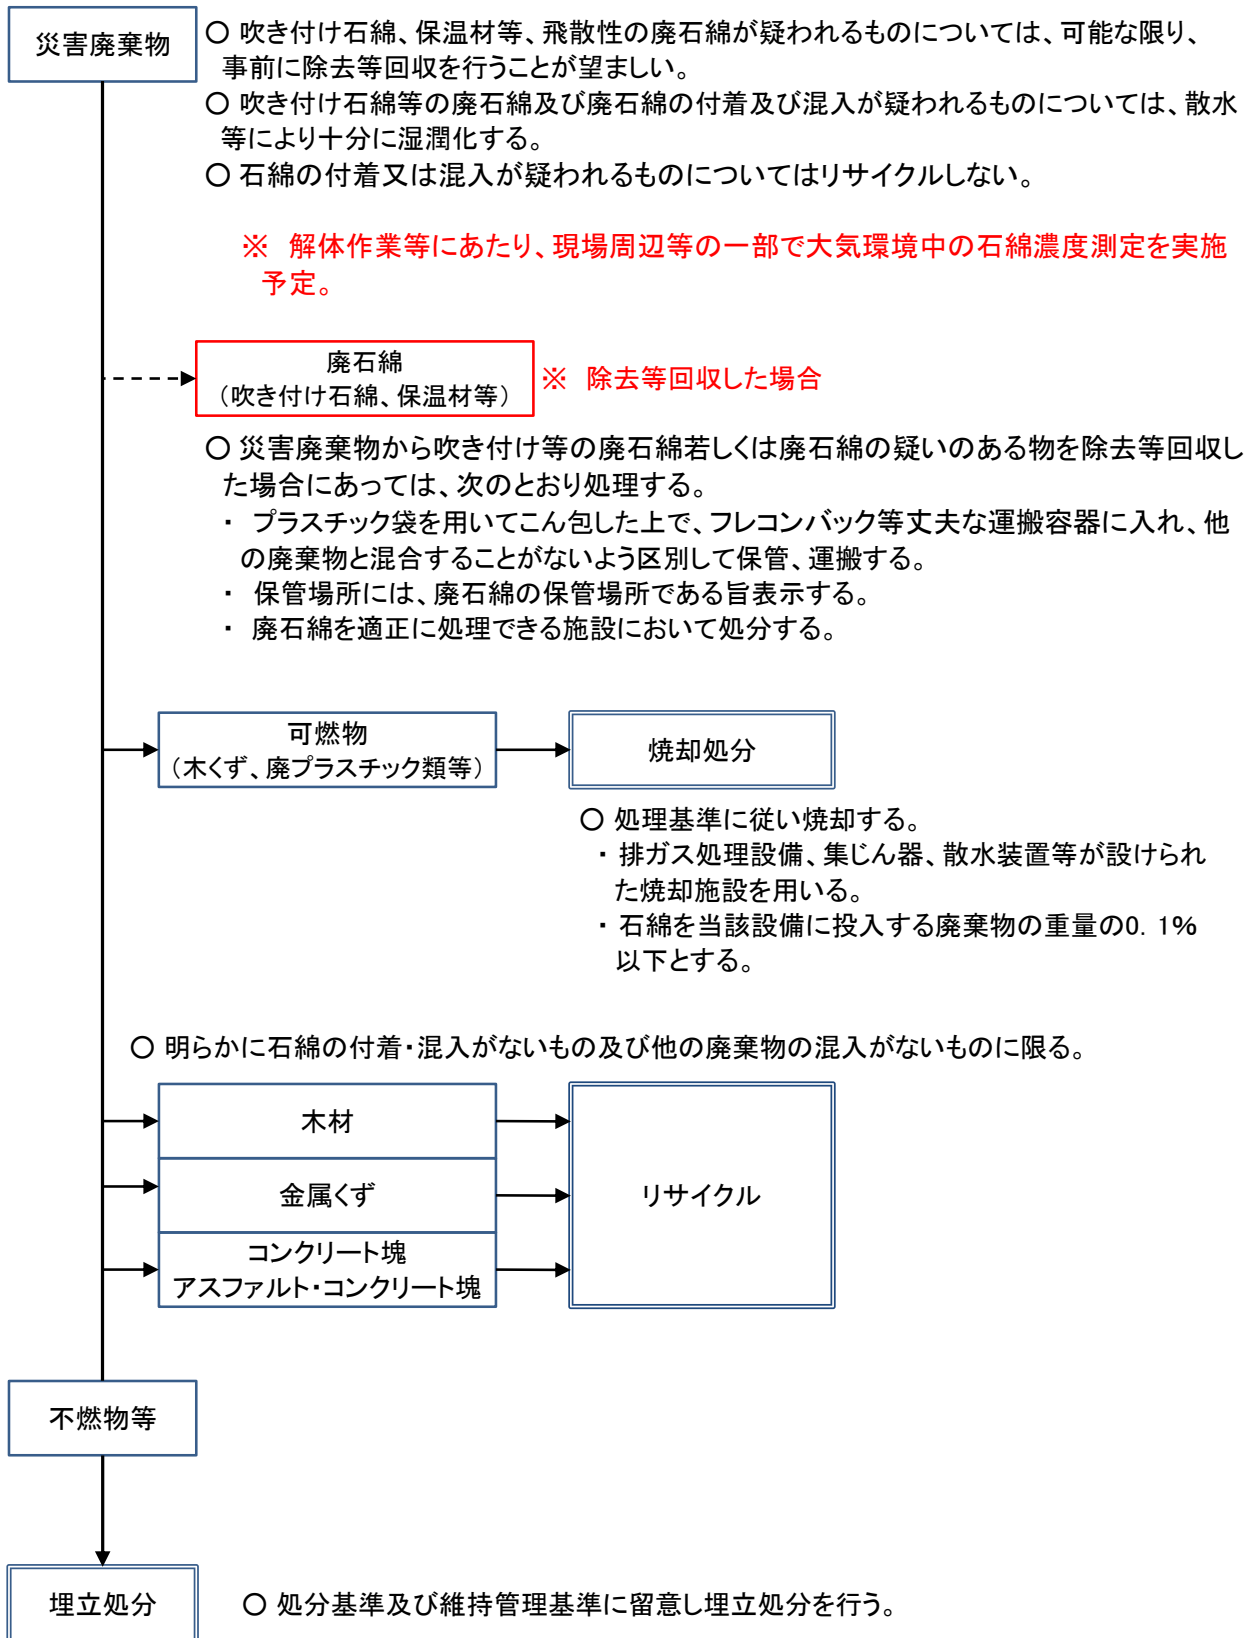 災害廃棄物
○ 吹き付け石綿、保温材等、飛散性の廃石綿が疑われるものについては、可能な限り、
事前に除去等回収を行うことが望ましい。
○ 吹き付け石綿等の廃石綿及び廃石綿の付着及び混入が疑われるものについては、散水
等により十分に湿潤化する。
○ 石綿の付着又は混入が疑われるものについてはリサイクルしない。
※ 解体作業等にあたり、現場周辺等の一部で大気環境中の石綿濃度測定を実施
予定。
廃石綿
（吹き付け石綿、保温材等）
※ 除去等回収した場合
○ 災害廃棄物から吹き付け等の廃石綿若しくは廃石綿の疑いのある物を除去等回収し
た場合にあっては、次のとおり処理する。
・ プラスチック袋を用いてこん包した上で、フレコンバック等丈夫な運搬容器に入れ、他
の廃棄物と混合することがないよう区別して保管、運搬する。
・ 保管場所には、廃石綿の保管場所である旨表示する。
・ 廃石綿を適正に処理できる施設において処分する。
可燃物
（木くず、廃プラスチック類等）
焼却処分
○ 処理基準に従い焼却する。
・ 排ガス処理設備、集じん器、散水装置等が設けられ
た焼却施設を用いる。
・ 石綿を当該設備に投入する廃棄物の重量の0．1%
以下とする。
○ 明らかに石綿の付着・混入がないもの及び他の廃棄物の混入がないものに限る。
木材
金属くず
コンクリート塊
アスファルト・コンクリート塊
リサイクル
不燃物等
埋立処分
○ 処分基準及び維持管理基準に留意し埋立処分を行う。